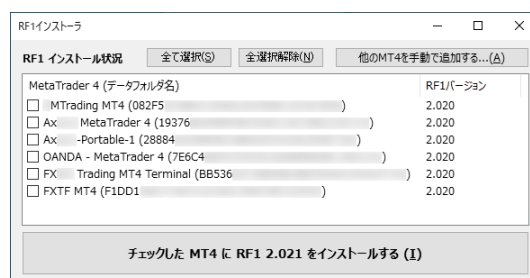 RF1インストーラ
RF1 インストール状況 全て選択(S) 全選択解除(N) 他のMT4を手動で追加する...(A)
MetaTrader 4 (データフォルダ名) RF1バージョン
MTrading MT4 (082F5 ) 2.020
Ax MetaTrader 4 (19376 ) 2.020
Ax -Portable-1 (28884 ) 2.020
OANDA - MetaTrader 4 (7E6C4 ) 2.020
FX Trading MT4 Terminal (BB536 ) 2.020
FXTF MT4 (F1DD1 ) 2.020
チェックした MT4 に RF1 2.021 をインストールする (I)